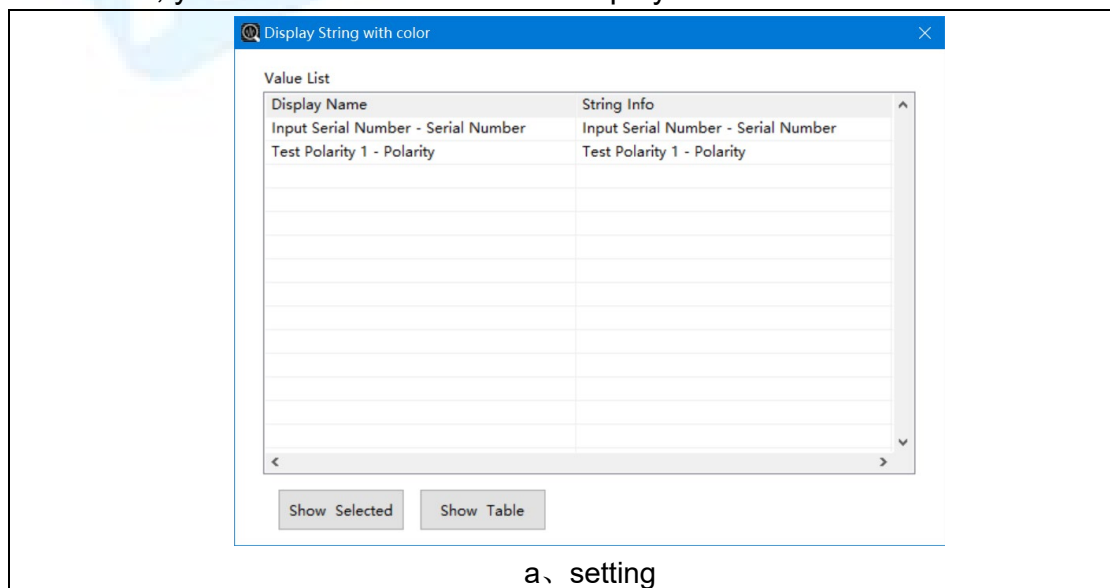 Display String with color
Value List
Display Name String Info
Input Serial Number - Serial Number Input Serial Number - Serial Number
Test Polarity 1 - Polarity Test Polarity 1 - Polarity
Show Selected Show Table
a、setting